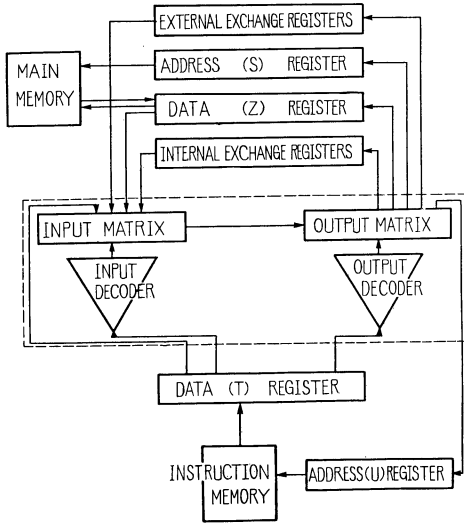 EXTERNAL EXCHANGE REGISTERS
MAIN
MEMORY
ADDRESS (S) REGISTER
DATA (Z) REGISTER
INTERNAL EXCHANGE REGISTERS
INPUT MATRIX
OUTPUT MATRIX
INPUT
DECODER
OUTPUT
DECODER
DATA (T) REGISTER
INSTRUCTION
MEMORY
ADDRESS(U)REGISTER